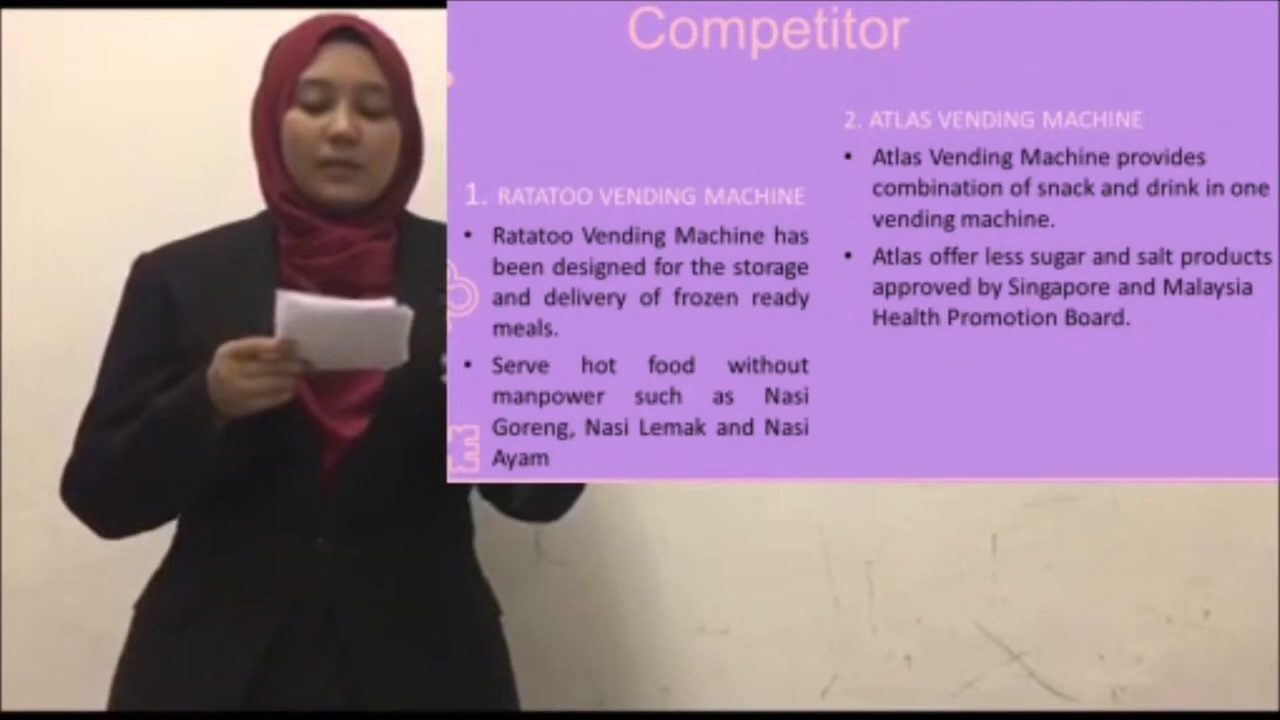 Competitor
1. RATATOO VENDING MACHINE
• Ratatoo Vending Machine has
been designed for the storage
and delivery of frozen ready
meals.
• Serve hot food without
manpower such as Nasi
Goreng, Nasi Lemak and Nasi
Ayam
2. ATLAS VENDING MACHINE
• Atlas Vending Machine provides
combination of snack and drink in one
vending machine.
• Atlas offer less sugar and salt products
approved by Singapore and Malaysia
Health Promotion Board.